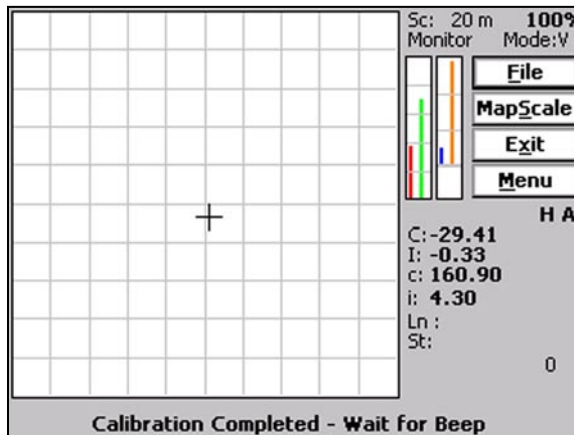 Sc: 20 m 100%
Monitor Mode:V
File
MapScale
Exit
Menu
H A
C:-29.41
I: -0.33
c: 160.90
i: 4.30
Ln :
St:
0
Calibration Completed - Wait for Beep